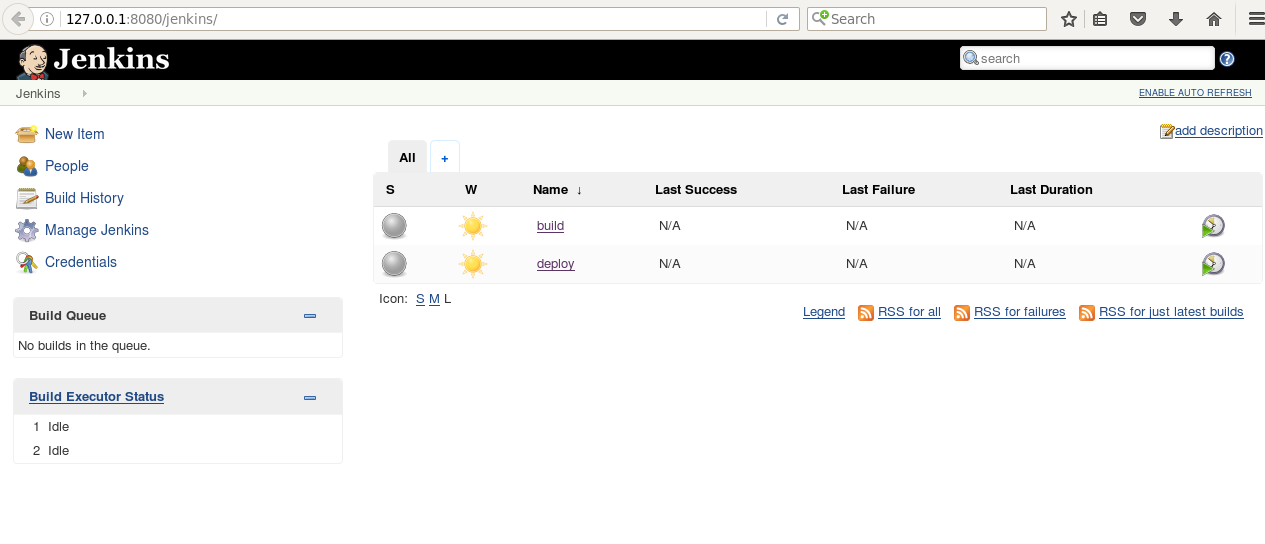 127.0.0.1:8080/jenkins/ Search
Jenkins search
Jenkins ENABLE AUTO REFRESH
New Item
People
Build History
Manage Jenkins
Credentials
Build Queue
No builds in the queue.
Build Executor Status
1 Idle
2 Idle
add description
All +
S W Name ↓ Last Success Last Failure Last Duration
build N/A N/A N/A
deploy N/A N/A N/A
Icon: S M L
Legend RSS for all RSS for failures RSS for just latest builds